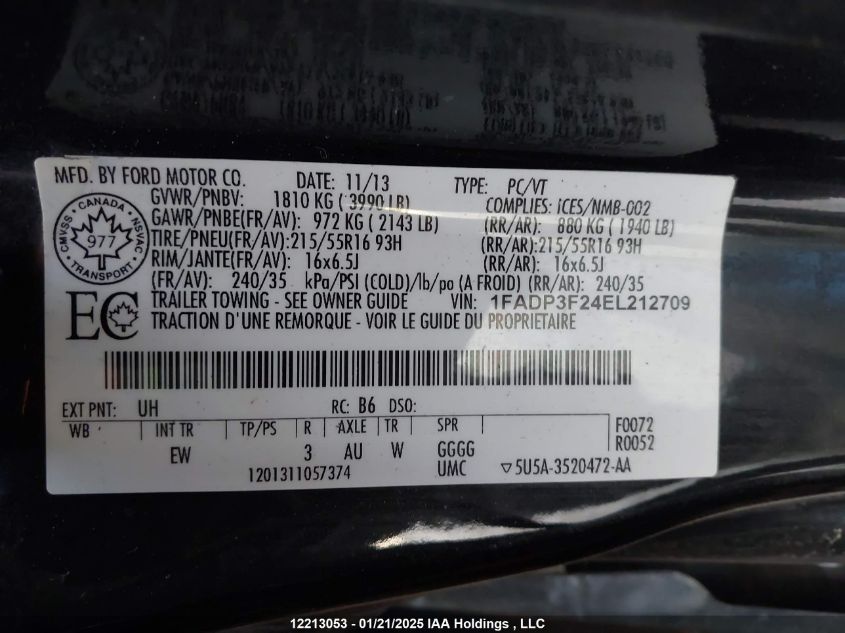 MFD. BY FORD MOTOR CO. DATE: 11/13 TYPE: PC/VT
GVWR/PNBV: 1810 KG ( 3990 LB) COMPLIES: iCES/NMB-002
GAWR/PNBE(FR/AV): 972 KG ( 2143 LB) (RR/AR): 880 KG ( 1940 LB)
TIRE/PNEU(FR/AV):215/55R16 93H (RR/AR):215/55R16 93H
RIM/JANTE(FR/AV): 16x6.5J (RR/AR): 16x6.5J
(FR/AV): 240/35 kPa/PSI (COLD)/lb/po (A FROID) (RR/AR): 240/35
TRAILER TOWING - SEE OWNER GUIDE VIN: 1FADP3F24EL212709
TRACTION D'UNE REMORQUE - VOIR LE GUIDE DU PROPRIETAIRE
CANADA
CMVSS 977 NSVAC
TRANSPORT
EC
EXT PNT: UH RC: B6 DSO:
WB INT TR TP/PS R AXLE TR SPR F0072
EW 3 AU W GGGG R0052
1201311057374 UMC ▽5U5A-3520472-AA
12213053 - 01/21/2025 IAA Holdings , LLC